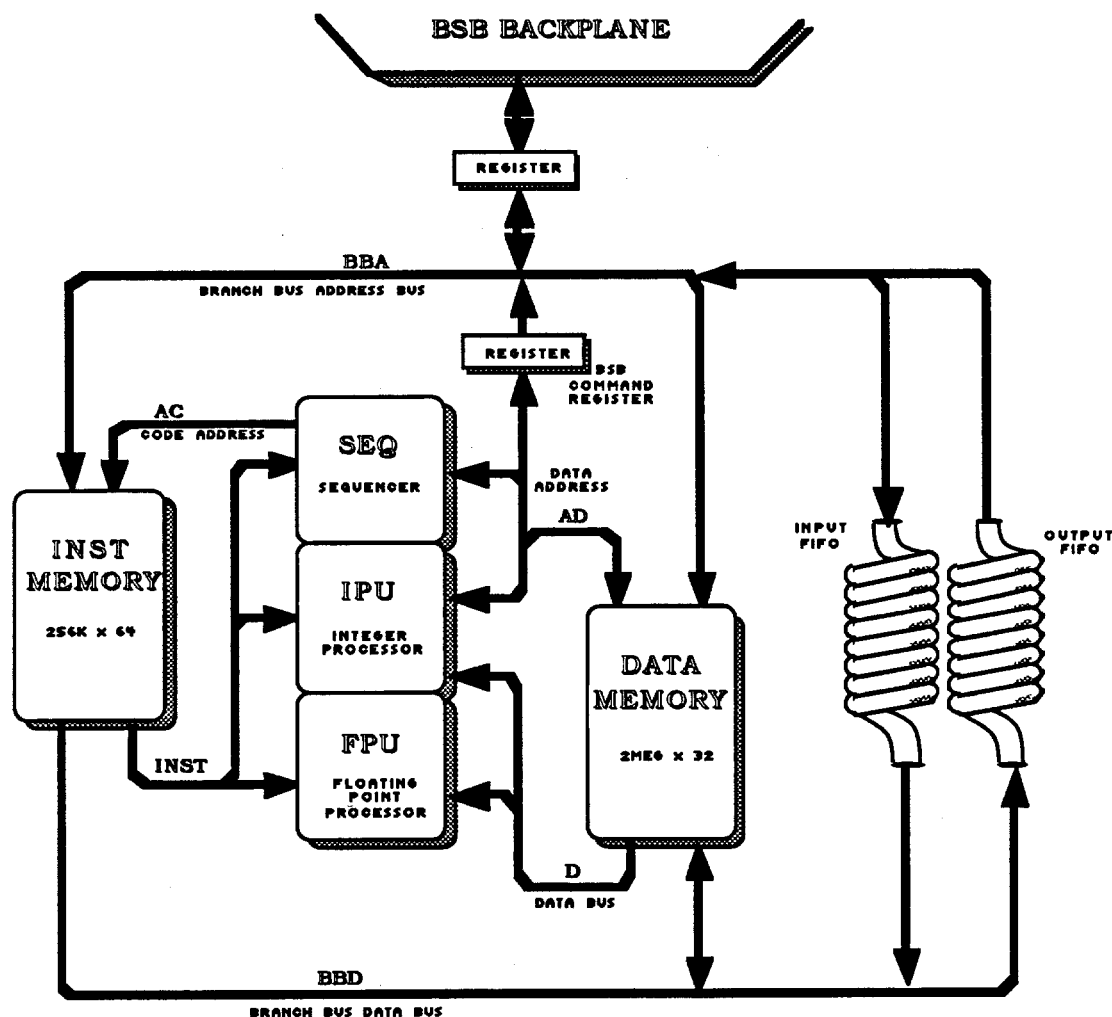 BSB BACKPLANE
REGISTER
BBA
BRANCH BUS ADDRESS BUS
REGISTER
BSB
COMMAND
REGISTER
AC
CODE ADDRESS
SEQ
SEQUENCER
DATA
ADDRESS
AD
INPUT
FIFO
OUTPUT
FIFO
INST
MEMORY
256K x 64
IPU
INTEGER
PROCESSOR
DATA
MEMORY
2MEG x 32
FPU
FLOATING
POINT
PROCESSOR
INST
D
DATA BUS
BBD
BRANCH BUS DATA BUS